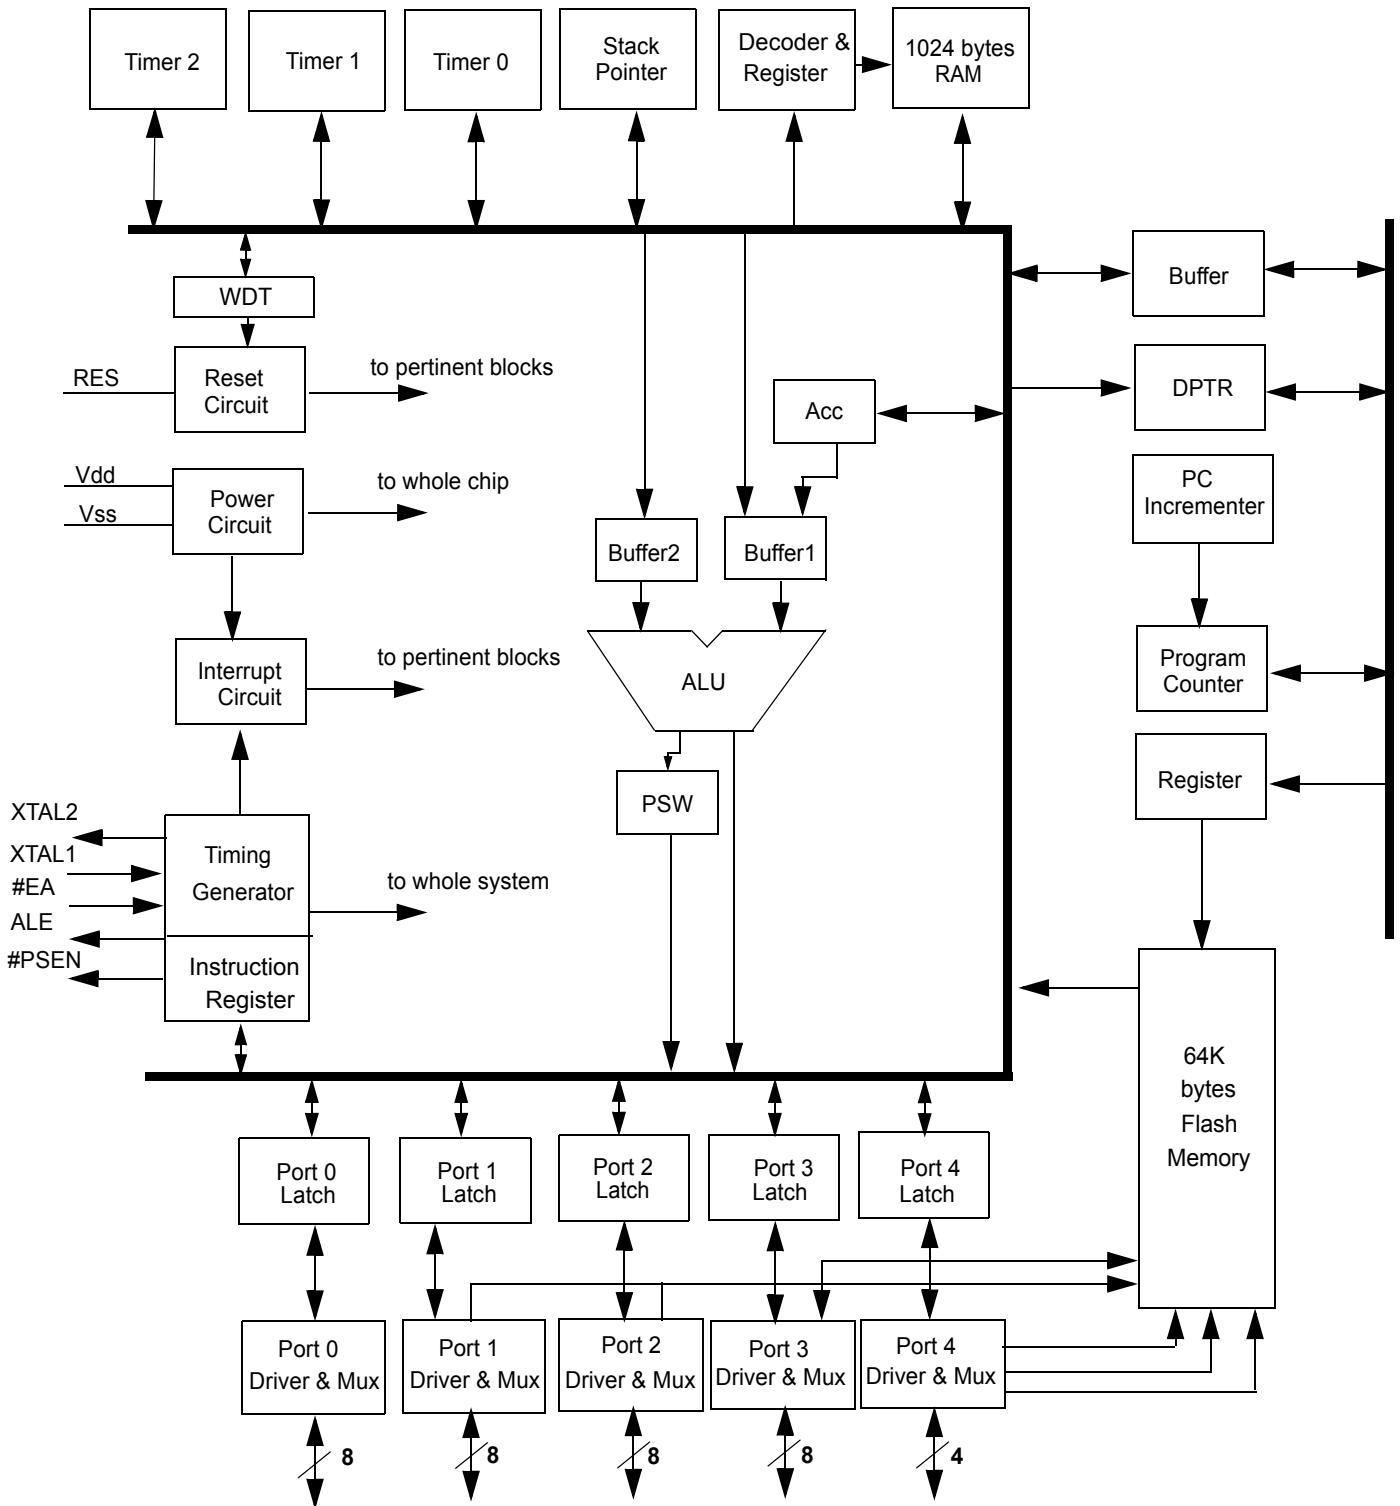 Timer 2
Timer 1
Timer 0
Stack
Pointer
Decoder &
Register
1024 bytes
RAM
WDT
Buffer
RES
Reset
Circuit
to pertinent blocks
Acc
DPTR
Vdd
Vss
Power
Circuit
to whole chip
PC
Incrementer
Buffer2
Buffer1
Interrupt
Circuit
to pertinent blocks
ALU
Program
Counter
PSW
Register
XTAL2
XTAL1
#EA
ALE
#PSEN
Timing
Generator
to whole system
Instruction
Register
64K
bytes
Flash
Memory
Port 0
Latch
Port 1
Latch
Port 2
Latch
Port 3
Latch
Port 4
Latch
Port 0
Driver & Mux
Port 1
Driver & Mux
Port 2
Driver & Mux
Port 3
Driver & Mux
Port 4
Driver & Mux
8
8
8
8
4